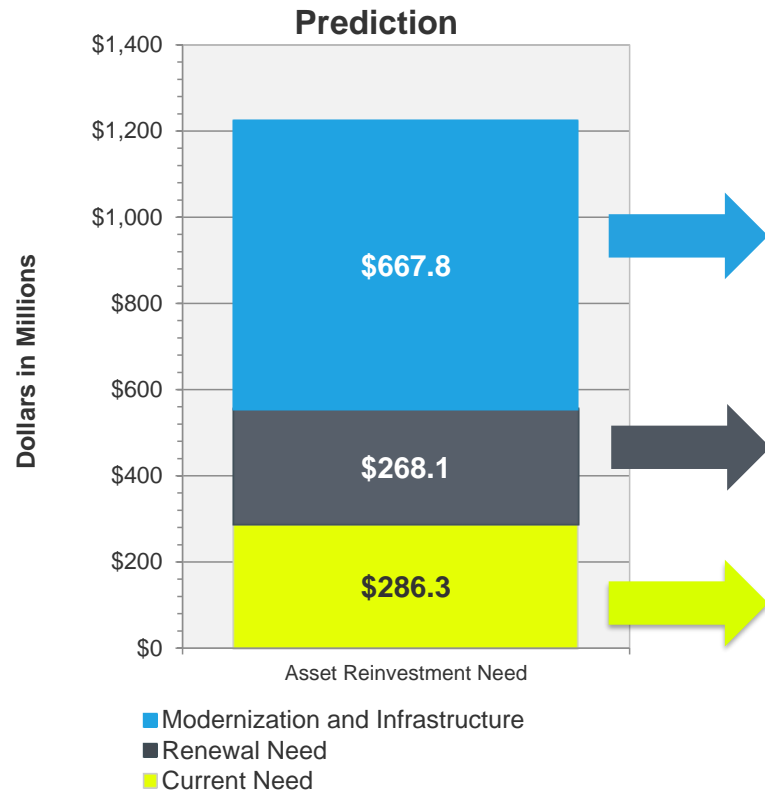 Prediction
$1,400
$1,200
$1,000
$800
$600
$400
$200
$0
Dollars in Millions
$667.8
$268.1
$286.3
Asset Reinvestment Need
Modernization and Infrastructure
Renewal Need
Current Need